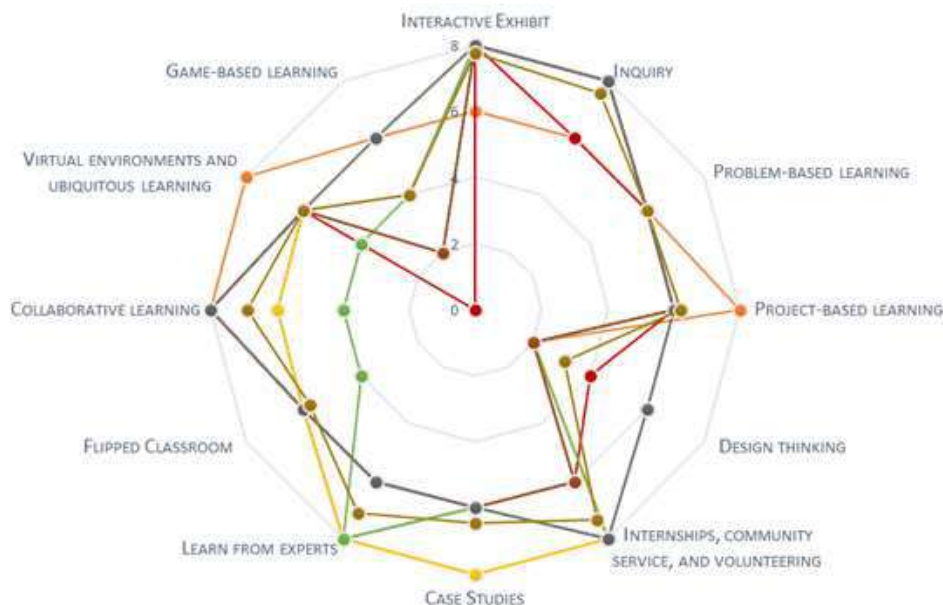 INTERACTIVE EXHIBIT
8
GAME-BASED LEARNING
INQUIRY
6
VIRTUAL ENVIRONMENTS AND
UBIQUITOUS LEARNING
PROBLEM-BASED LEARNING
4
2
COLLABORATIVE LEARNING
0
PROJECT-BASED LEARNING
FLIPPED CLASSROOM
DESIGN THINKING
LEARN FROM EXPERTS
INTERNSHIPS, COMMUNITY
SERVICE, AND VOLUNTEERING
CASE STUDIES